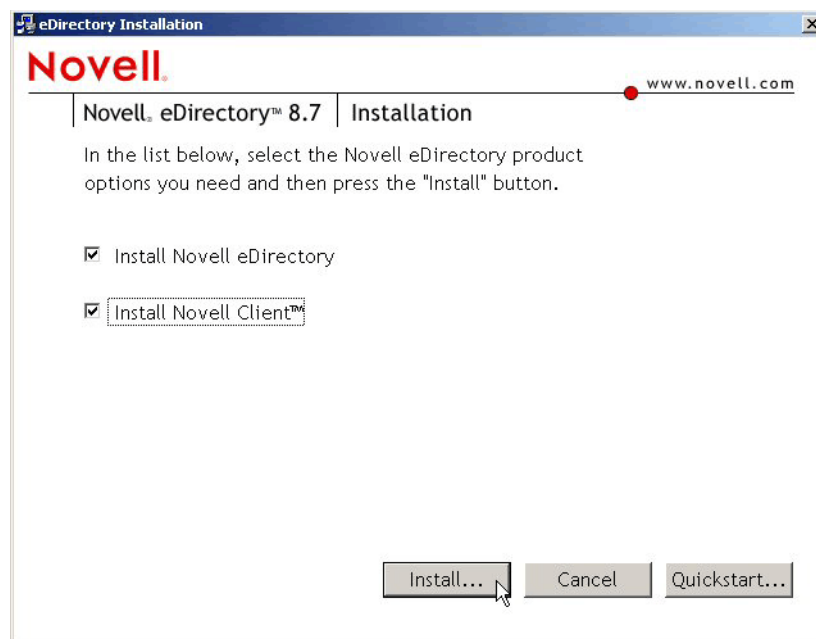 eDirectory Installation
Novell.
www.novell.com
Novell® eDirectory™ 8.7 Installation
In the list below, select the Novell eDirectory product
options you need and then press the "Install" button.
Install Novell eDirectory
Install Novell Client™
Install... Cancel Quickstart...